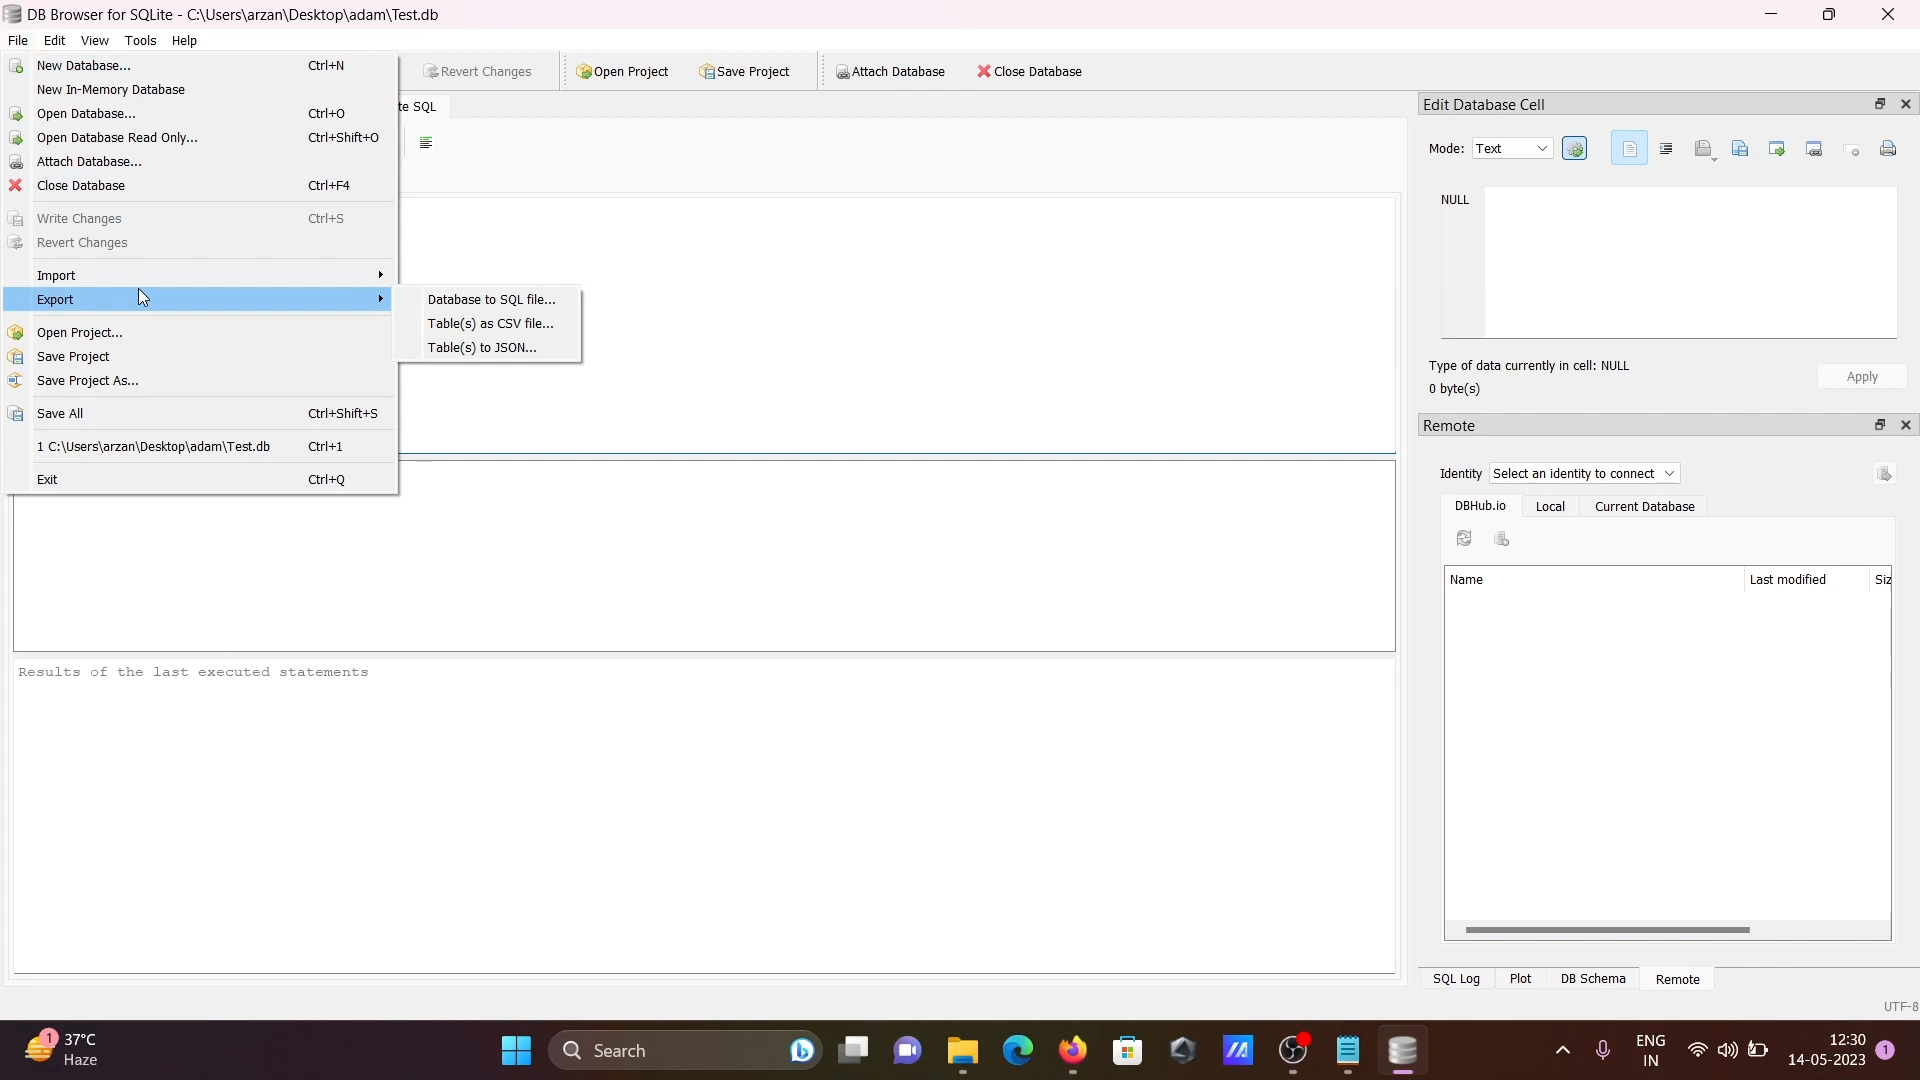 DB Browser for SQLite - C:\Users\arzan\Desktop\adam\Test.db
File Edit View Tools Help
New Database... Ctrl+N
New In-Memory Database
Open Database... Ctrl+O
Open Database Read Only... Ctrl+Shift+O
Attach Database...
Close Database Ctrl+F4
Write Changes Ctrl+S
Revert Changes
Import
Export
Open Project...
Save Project
Save Project As...
Save All Ctrl+Shift+S
1 C:\Users\arzan\Desktop\adam\Test.db Ctrl+1
Exit Ctrl+Q
Database to SQL file...
Table(s) as CSV file...
Table(s) to JSON...
Revert Changes Open Project Save Project Attach Database Close Database
te SQL
Results of the last executed statements
Edit Database Cell
Mode: Text
NULL
Type of data currently in cell: NULL
0 byte(s)
Apply
Remote
Identity Select an identity to connect
DBHub.io Local Current Database
Name Last modified Siz
SQL Log Plot DB Schema Remote
UTF-8
1 37°C
Haze
Search
ENG
IN
12:30
14-05-2023
1